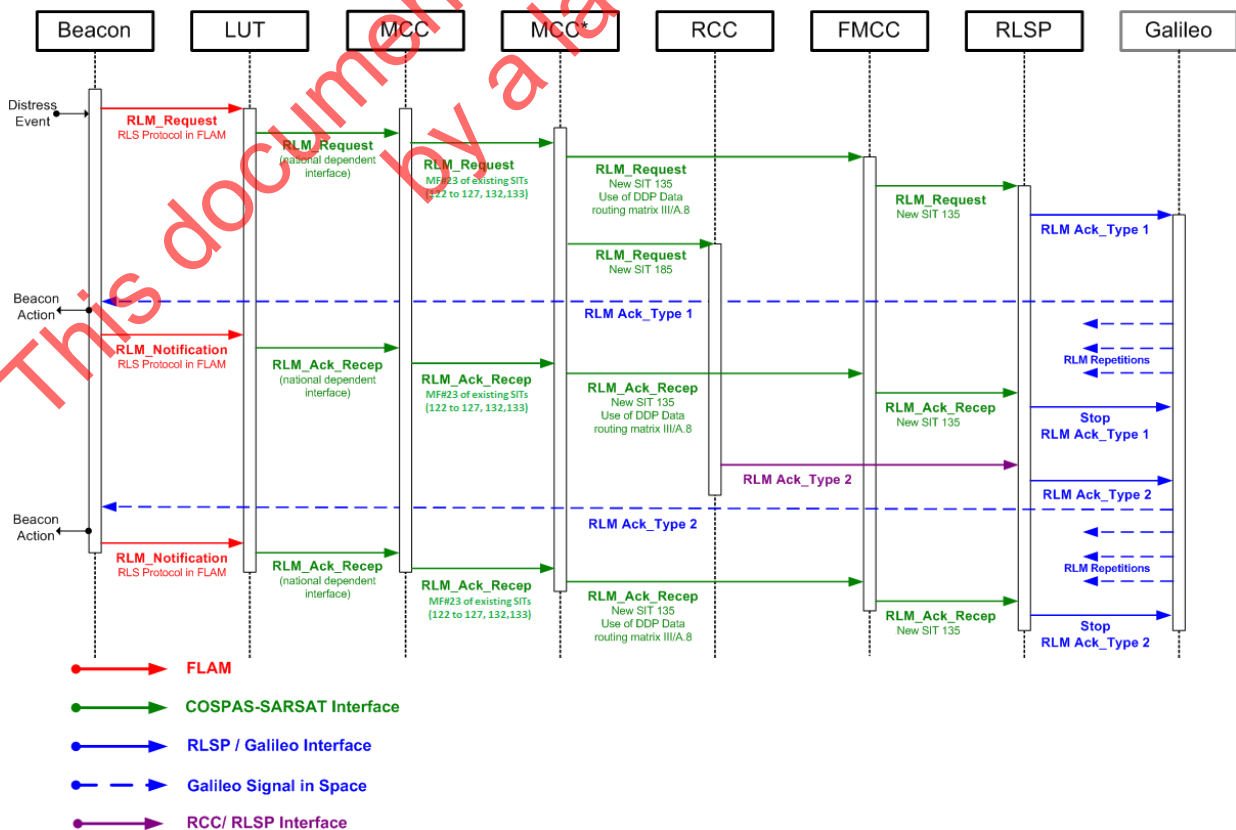 Beacon
LUT
MCC
MCC*
RCC
FMCC
RLSP
Galileo
This documen
by a la
Distress
Event
RLM_Request
RLS Protocol in FLAM
RLM_Request
(national dependent
interface)
RLM_Request
MF#23 of existing SITs
(122 to 127, 132,133)
RLM_Request
New SIT 135
Use of DDP Data
routing matrix III/A.8
RLM_Request
New SIT 135
RLM Ack_Type 1
RLM_Request
New SIT 185
Beacon
Action
RLM Ack_Type 1
RLM_Notification
RLS Protocol in FLAM
RLM_Ack_Recep
(national dependent
interface)
RLM_Ack_Recep
MF#23 of existing SITs
(122 to 127, 132,133)
RLM_Ack_Recep
New SIT 135
Use of DDP Data
routing matrix III/A.8
RLM Repetitions
RLM_Ack_Recep
New SIT 135
Stop
RLM Ack_Type 1
RLM Ack_Type 2
RLM Ack_Type 2
Beacon
Action
RLM Ack_Type 2
RLM_Notification
RLS Protocol in FLAM
RLM_Ack_Recep
(national dependent
interface)
RLM_Ack_Recep
MF#23 of existing SITs
(122 to 127, 132,133)
RLM_Ack_Recep
New SIT 135
Use of DDP Data
routing matrix III/A.8
RLM Repetitions
RLM_Ack_Recep
New SIT 135
Stop
RLM Ack_Type 2
FLAM
COSPAS-SARSAT Interface
RLSP / Galileo Interface
Galileo Signal in Space
RCC/ RLSP Interface